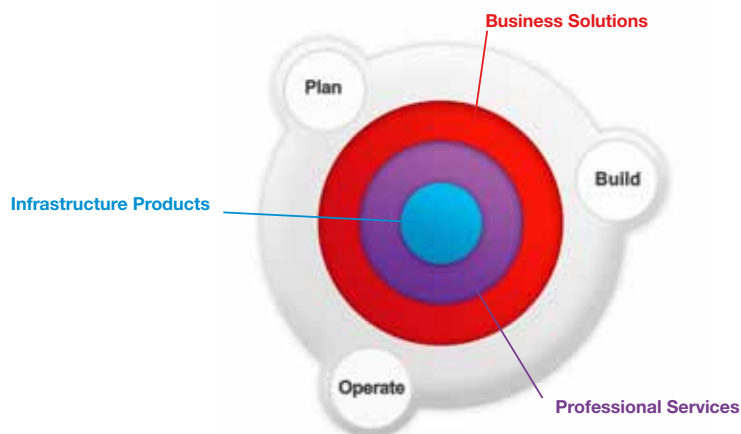 Business Solutions
Plan
Build
Infrastructure Products
Operate
Professional Services